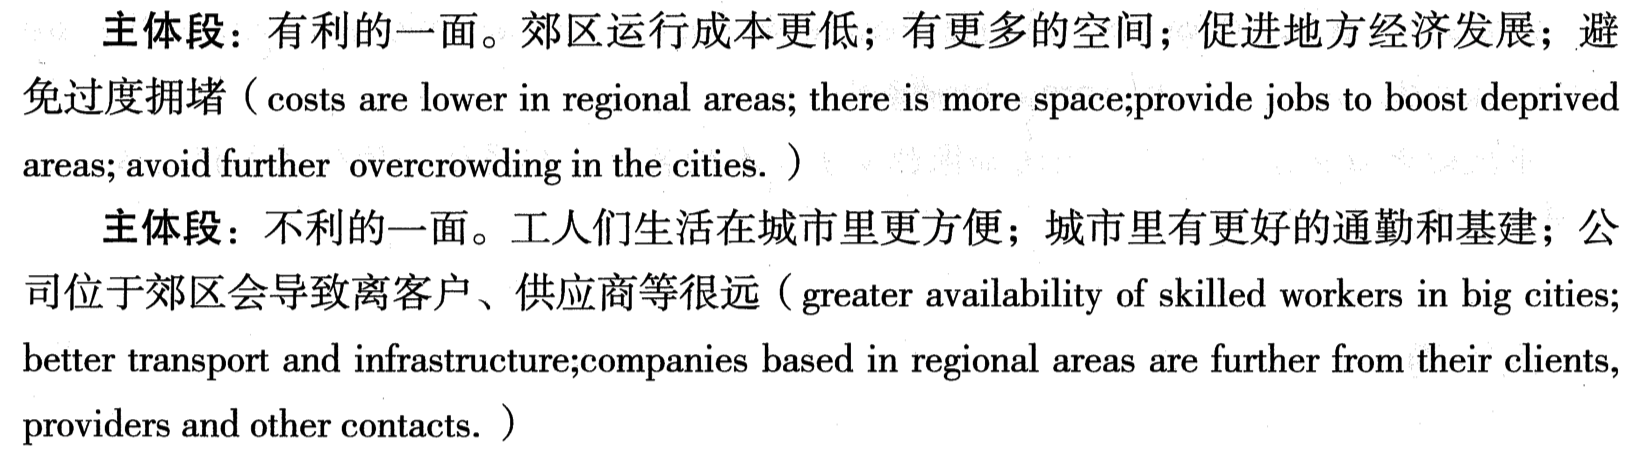 主体段：有利的一面。郊区运行成本更低；有更多的空间；促进地方经济发展；避
免过度拥堵（costs are lower in regional areas; there is more space;provide jobs to boost deprived
areas; avoid further overcrowding in the cities. ）
主体段：不利的一面。工人们生活在城市里更方便；城市里有更好的通勤和基建；公
司位于郊区会导致离客户、供应商等很远（greater availability of skilled workers in big cities;
better transport and infrastructure;companies based in regional areas are further from their clients,
providers and other contacts. ）